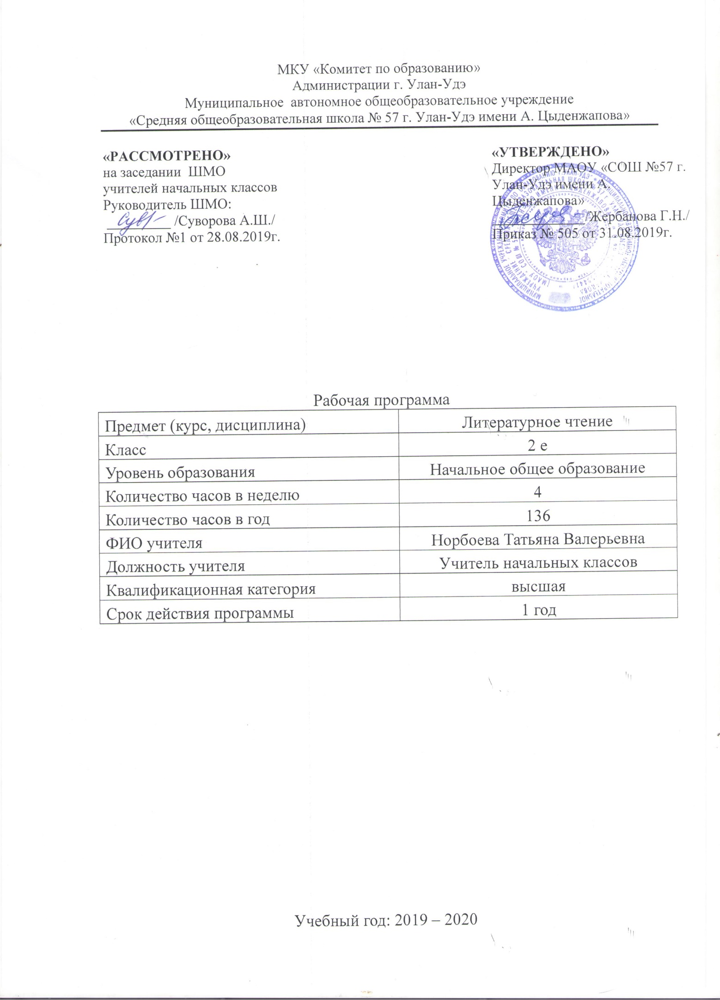 МКУ «Комитет по образованию»
Администрации г. Улан-Удэ
Муниципальное автономное общеобразовательное учреждение
«Средняя общеобразовательная школа № 57 г. Улан-Удэ имени А. Цыденжапова»
«РАССМОТРЕНО»
на заседании ШМО
учителей начальных классов
Руководитель ШМО:
_________ /Суворова А.Ш./
Протокол №1 от 28.08.2019г.
«УТВЕРЖДЕНО»
Директор МАОУ «СОШ №57 г.
Улан-Удэ имени А.
Цыденжапова»
_____________/Жербанова Г.Н./
Приказ № 505 от 31.08.2019г.
Рабочая программа
Предмет (курс, дисциплина) Литературное чтение
Класс 2 е
Уровень образования Начальное общее образование
Количество часов в неделю 4
Количество часов в год 136
ФИО учителя Норбоева Татьяна Валерьевна
Должность учителя Учитель начальных классов
Квалификационная категория высшая
Срок действия программы 1 год
Учебный год: 2019 – 2020